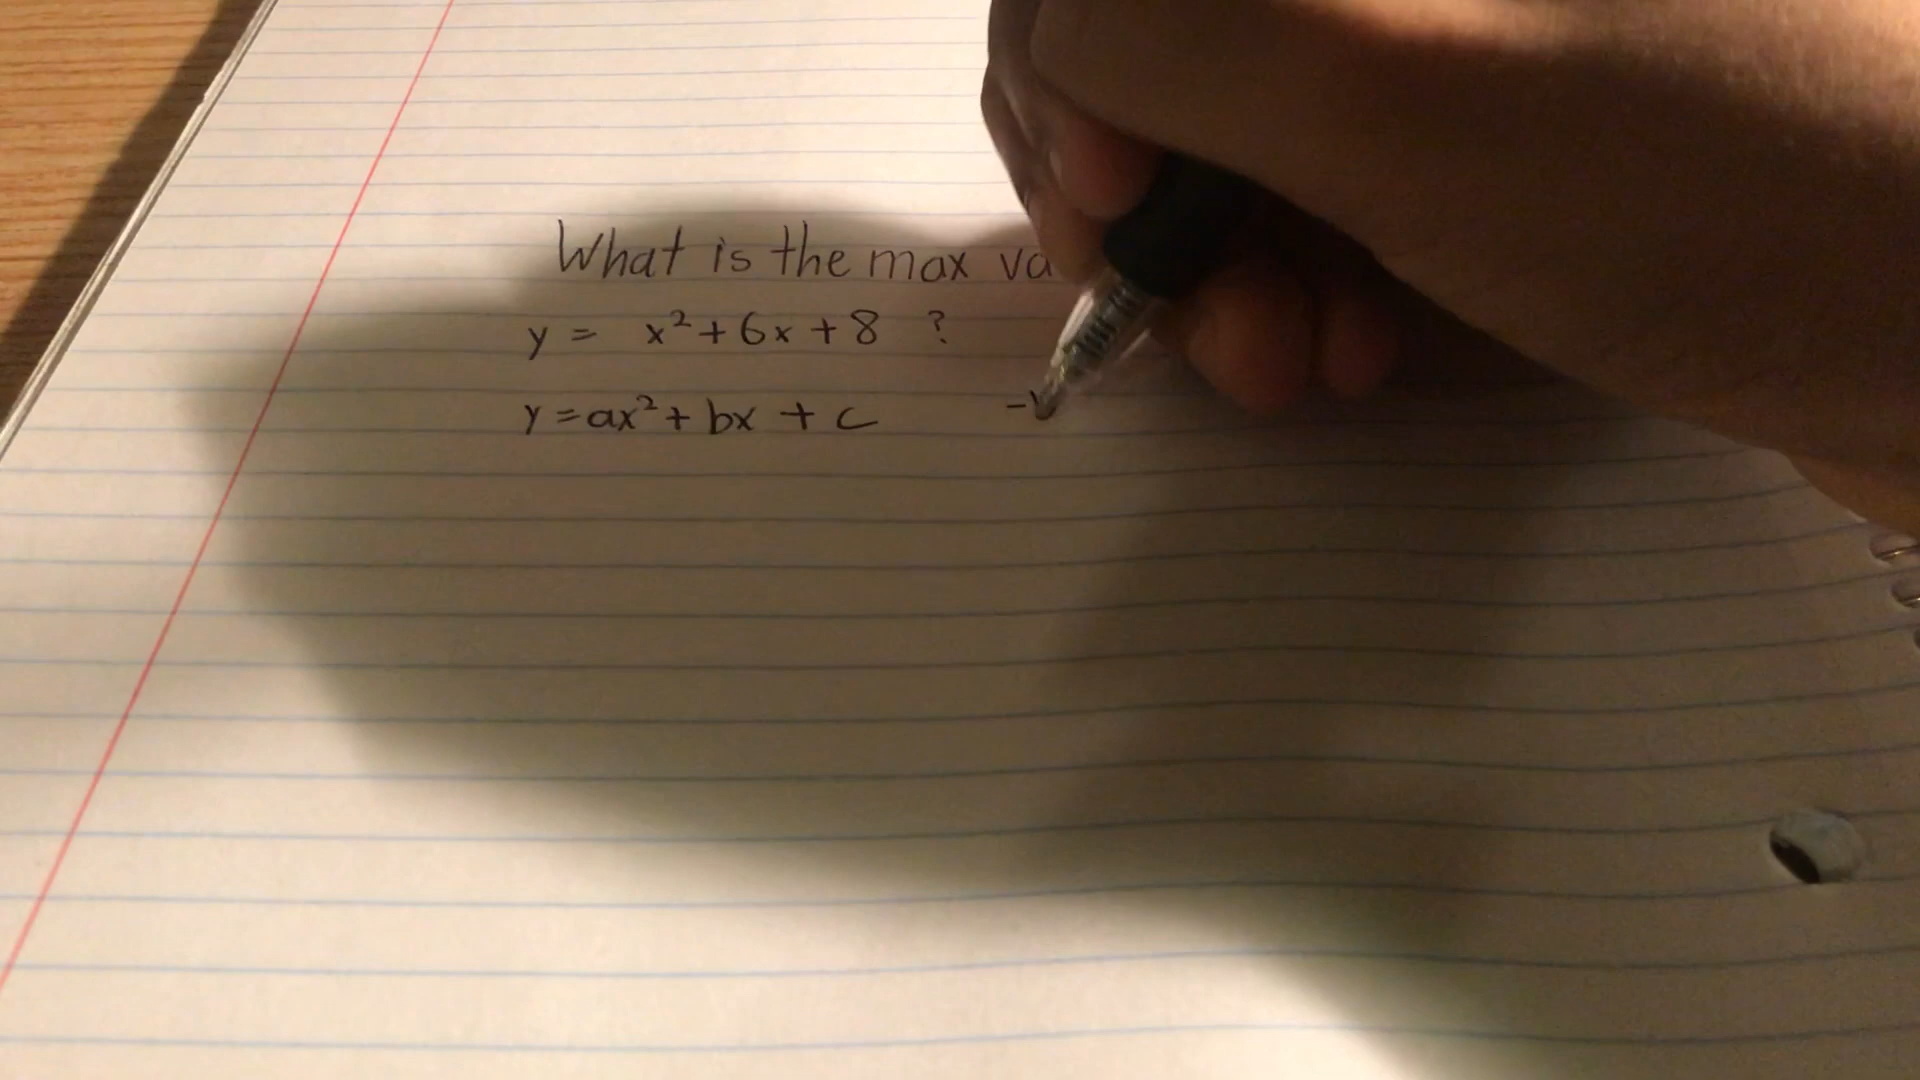 What is the max va
y = x²+6x+8 ?
y=ax²+bx+c -